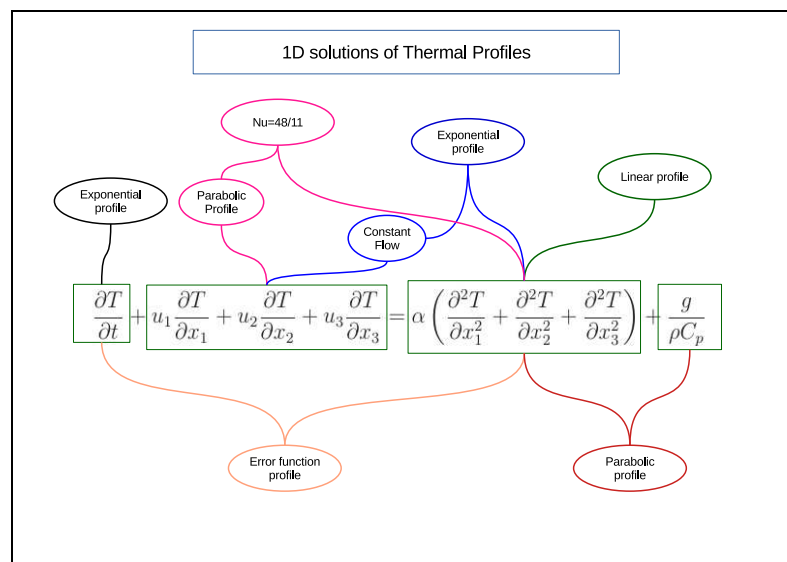 1D solutions of Thermal Profiles
Nu=48/11
Exponential
profile
Linear profile
Exponential
profile
Parabolic
Profile
Constant
Flow
∂T/∂t + u₁ ∂T/∂x₁ + u₂ ∂T/∂x₂ + u₃ ∂T/∂x₃ = α ( ∂²T/∂x₁² + ∂²T/∂x₂² + ∂²T/∂x₃² ) + g/ρCₚ
Error function
profile
Parabolic
profile